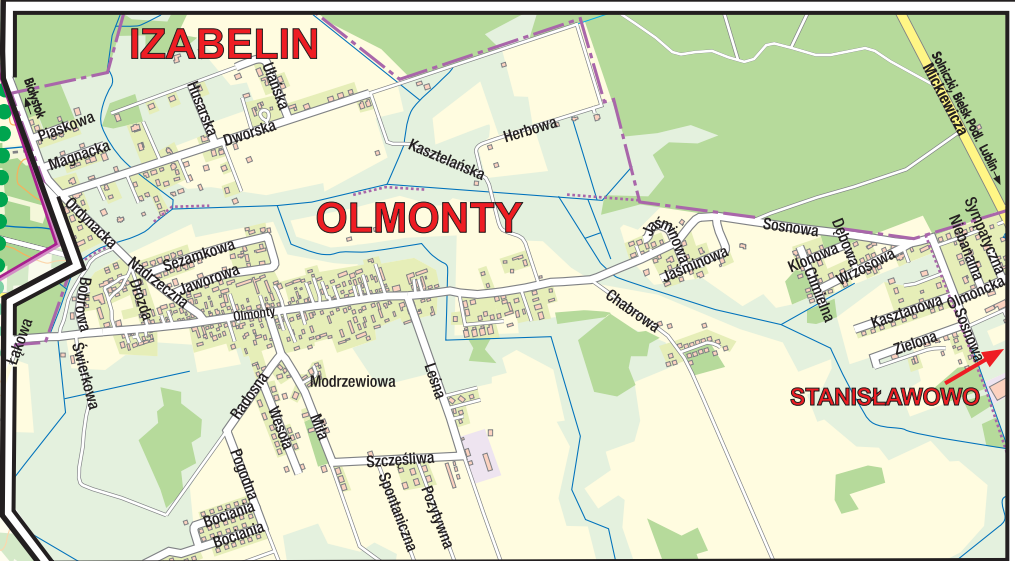 IZABELIN
Białystok
Piaskowa
Magnacka
Husarska
Ułańska
Dworska
Kasztelańska
Herbowa
Solniczki, Bielsk Podl. Lublin
Mickiewicza
Ordynacka
OLMONTY
Nadrzeczna
Sezamkowa
Jaworowa
Drozda
Bobrowa
Olmonty
Łąkowa
Świerkowa
Jaśminowa
Jaśminowa
Sosnowa
Dębowa
Klonowa
Wrzosowa
Chmielna
Sympatyczna
Niebanalna
Olmoncka
Kasztanowa
Sosnowa
Zielona
Chabrowa
STANISŁAWOWO
Modrzewiowa
Radosna
Wesoła
Miła
Leśna
Szczęśliwa
Pogodna
Spontaniczna
Pozytywna
Bociania
Bociania